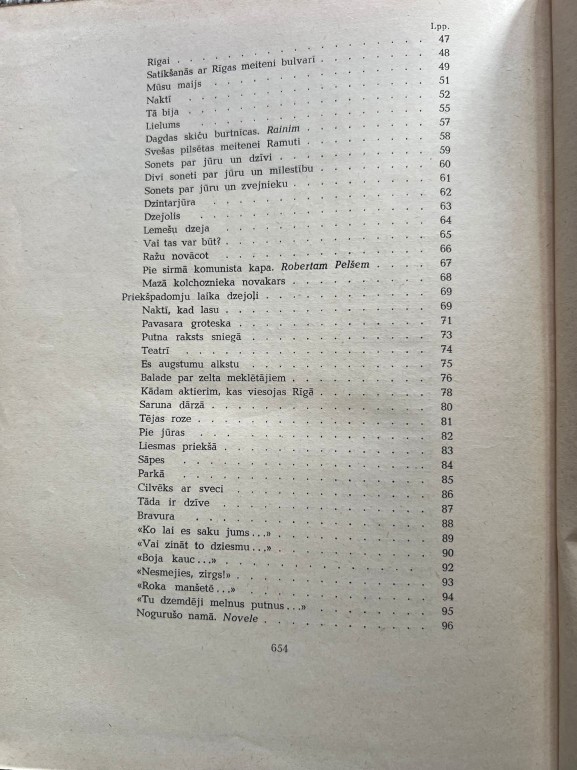 Lpp.
Rīgai . . . . . . . . . . 47
Satikšanās ar Rīgas meiteni bulvarī . . . . . . . 48
Mūsu maijs . . . . . . . . . . 49
Naktī . . . . . . . . . . 51
Tā bija . . . . . . . . . . 52
Lielums . . . . . . . . . . 55
Dagdas skiču burtnīcas. Rainim . . . . . . . 57
Svešas pilsētas meitenei Ramuti . . . . . . . 58
Sonets par jūru un dzīvi . . . . . . . . 59
Divi soneti par jūru un mīlestību . . . . . . . 60
Sonets par jūru un zvejnieku . . . . . . . 61
Dzintarjūra . . . . . . . . . . 62
Dzejolis . . . . . . . . . . 63
Lemešu dzeja . . . . . . . . . . 64
Vai tas var būt? . . . . . . . . . . 65
Ražu novācot . . . . . . . . . . 66
Pie sirmā komunista kapa. Robertam Pelšem . . . . 67
Mazā kolchoznieka novakars . . . . . . . 68
Priekšpadomju laika dzejoļi . . . . . . . . 69
Naktī, kad lasu . . . . . . . . . . 69
Pavasara groteska . . . . . . . . . 71
Putna raksts sniegā . . . . . . . . . 73
Teatrī . . . . . . . . . . 74
Es augstumu alkstu . . . . . . . . . 75
Balade par zelta meklētājiem . . . . . . . 76
Kādam aktierim, kas viesojas Rīgā . . . . . . 78
Saruna dārzā . . . . . . . . . . 80
Tējas roze . . . . . . . . . . 81
Pie jūras . . . . . . . . . . 82
Liesmas priekšā . . . . . . . . . . 83
Sāpes . . . . . . . . . . 84
Parkā . . . . . . . . . . 85
Cilvēks ar sveci . . . . . . . . . . 86
Tāda ir dzīve . . . . . . . . . . 87
Bravura . . . . . . . . . . 88
«Ko lai es saku jums...» . . . . . . . . 89
«Vai zināt to dziesmu...» . . . . . . . . 90
«Boja kauc...» . . . . . . . . . . 92
«Nesmejies, zirgs!» . . . . . . . . . 93
«Roka manšetē...» . . . . . . . . . 94
«Tu dzemdēji melnus putnus...» . . . . . . . 95
Nogurušo namā. Novele . . . . . . . . 96
654